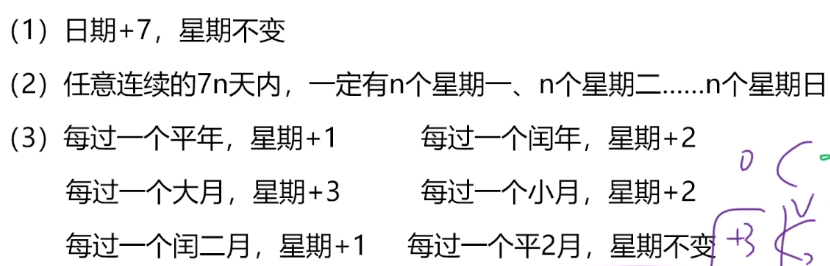 (1) 日期+7，星期不变
(2) 任意连续的7n天内，一定有n个星期一、n个星期二......n个星期日
(3) 每过一个平年，星期+1 每过一个闰年，星期+2
每过一个大月，星期+3 每过一个小月，星期+2
每过一个闰二月，星期+1 每过一个平2月，星期不变
+3